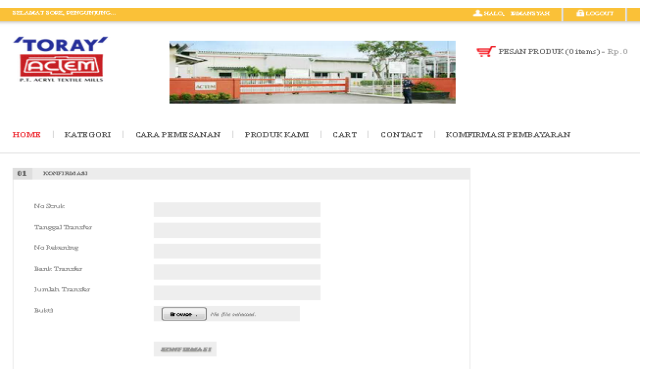 SELAMAT SORE, PENGUNJUNG...
HALO, IRMANSYAH
LOGOUT
'TORAY'
ACTEM
P.T. ACRYL TEXTILE MILLS
PESAN PRODUK (0 items) - Rp. 0
HOME
KATEGORI
CARA PEMESANAN
PRODUK KAMI
CART
CONTACT
KOMFIRMASI PEMBAYARAN
01 KONFIRMASI
No Struk
Tanggal Transfer
No Rekening
Bank Transfer
Jumlah Transfer
Bukti
Browse... No file selected.
KONFIRMASI